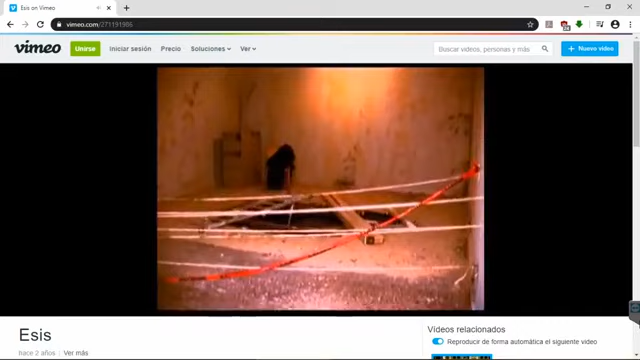 Esis on Vimeo
vimeo.com/271191986
vimeo
Unirse
Iniciar sesión
Precio
Soluciones
Ver
Buscar videos, personas y más
+ Nuevo video
Esis
hace 2 años
Ver más
Vídeos relacionados
Reproducir de forma automática el siguiente video